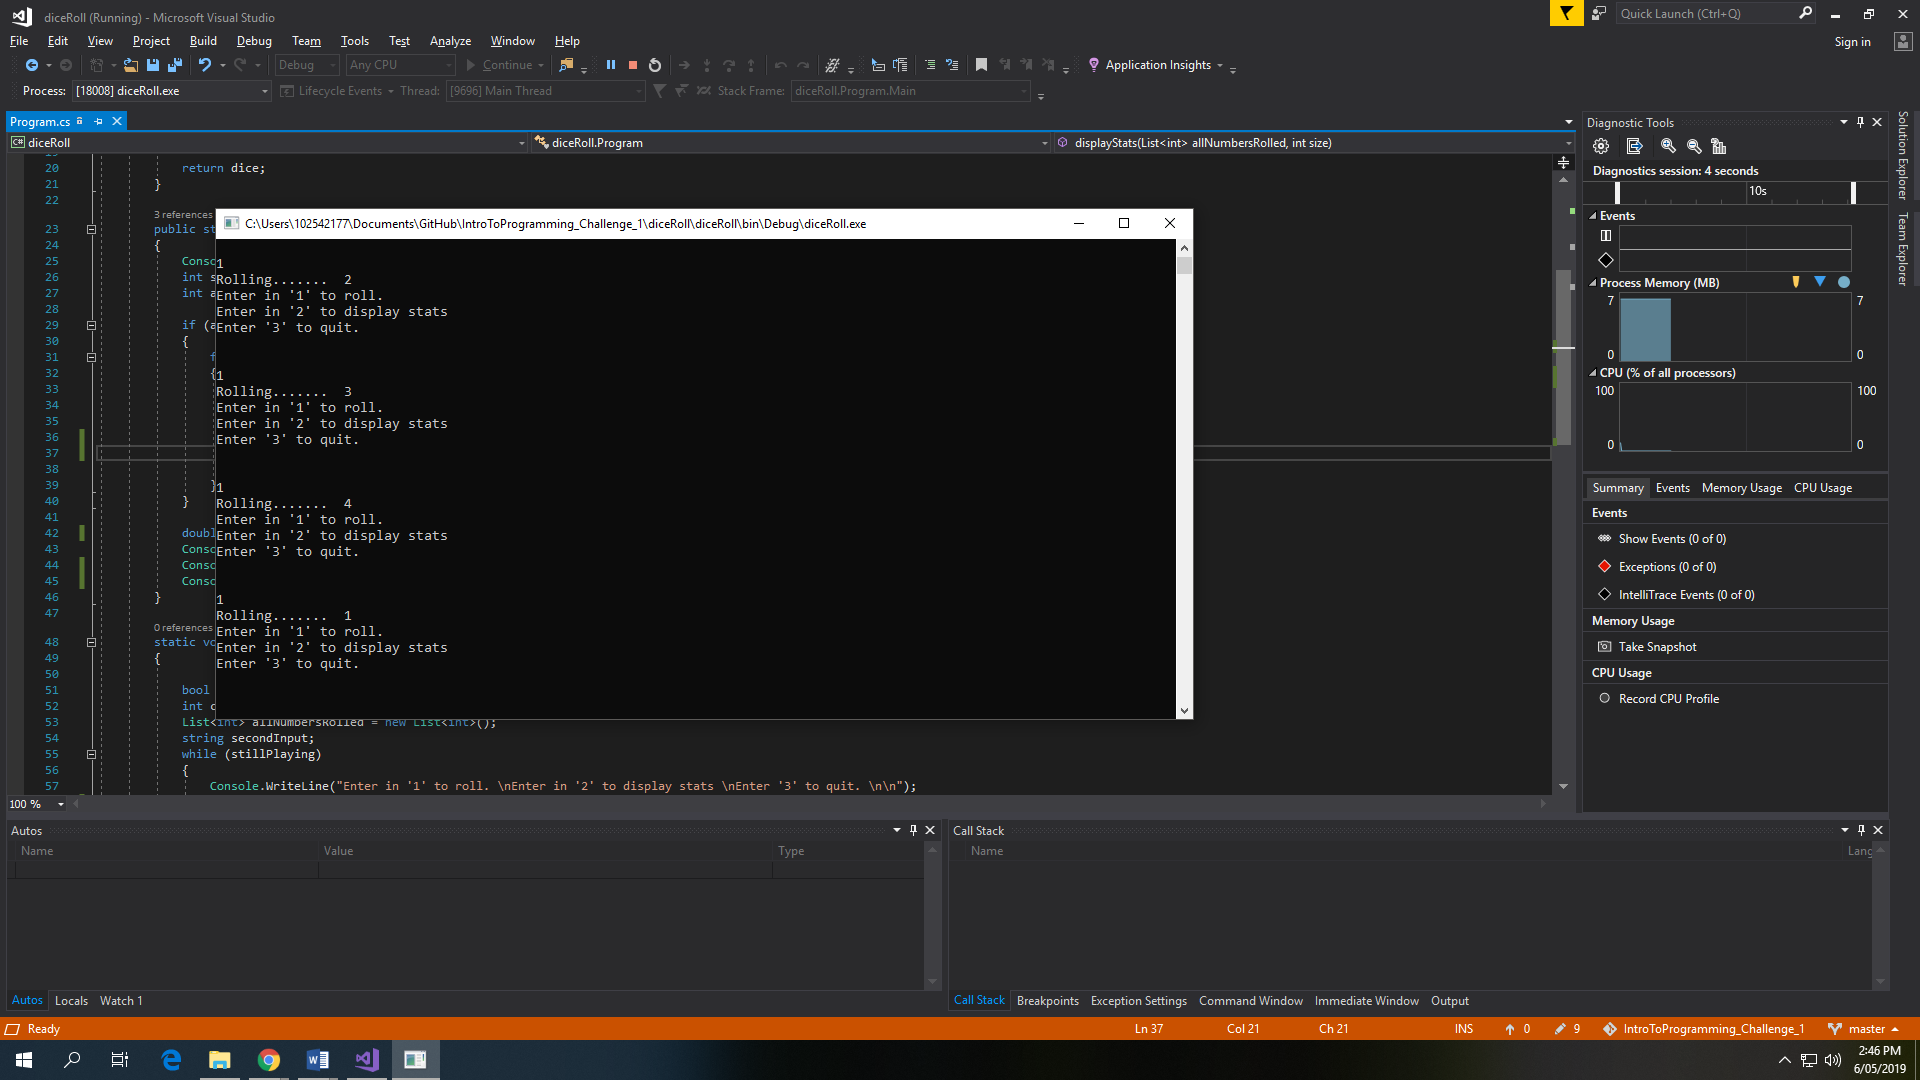 diceRoll (Running) - Microsoft Visual Studio
Quick Launch (Ctrl+Q)
File Edit View Project Build Debug Team Tools Test Analyze Window Help
Sign in
Debug Any CPU Continue Application Insights
Process: [18008] diceRoll.exe Lifecycle Events Thread: [9696] Main Thread Stack Frame: diceRoll.Program.Main
Program.cs
diceRoll diceRoll.Program displayStats(List<int> allNumbersRolled, int size)
20 return dice;
21 }
22
3 references
23 public st
24 {
25 Consc
26 int s
27 int a
28
29 if (a
30 {
31 f
32 {
33
34
35
36
37
38
39 }
40 }
41
42 doubl
43 Consc
44 Consc
45 Consc
46 }
47
0 references
48 static vc
49 {
50
51 bool
52 int c
53 List<int> allNumbersRolled = new List<int>();
54 string secondInput;
55 while (stillPlaying)
56 {
57 Console.WriteLine("Enter in '1' to roll. \nEnter in '2' to display stats \nEnter '3' to quit. \n\n");
100 %
C:\Users\102542177\Documents\GitHub\IntroToProgramming_Challenge_1\diceRoll\diceRoll\bin\Debug\diceRoll.exe
1
Rolling....... 2
Enter in '1' to roll.
Enter in '2' to display stats
Enter '3' to quit.
1
Rolling....... 3
Enter in '1' to roll.
Enter in '2' to display stats
Enter '3' to quit.
1
Rolling....... 4
Enter in '1' to roll.
Enter in '2' to display stats
Enter '3' to quit.
1
Rolling....... 1
Enter in '1' to roll.
Enter in '2' to display stats
Enter '3' to quit.
Diagnostic Tools
Diagnostics session: 4 seconds
10s
Events
Process Memory (MB)
7 7
0 0
CPU (% of all processors)
100 100
0 0
Summary Events Memory Usage CPU Usage
Events
Show Events (0 of 0)
Exceptions (0 of 0)
IntelliTrace Events (0 of 0)
Memory Usage
Take Snapshot
CPU Usage
Record CPU Profile
Solution Explorer
Team Explorer
Autos
Name Value Type
Autos Locals Watch 1
Call Stack
Name Lang
Call Stack Breakpoints Exception Settings Command Window Immediate Window Output
Ready Ln 37 Col 21 Ch 21 INS 0 9 IntroToProgramming_Challenge_1 master
2:46 PM
6/05/2019